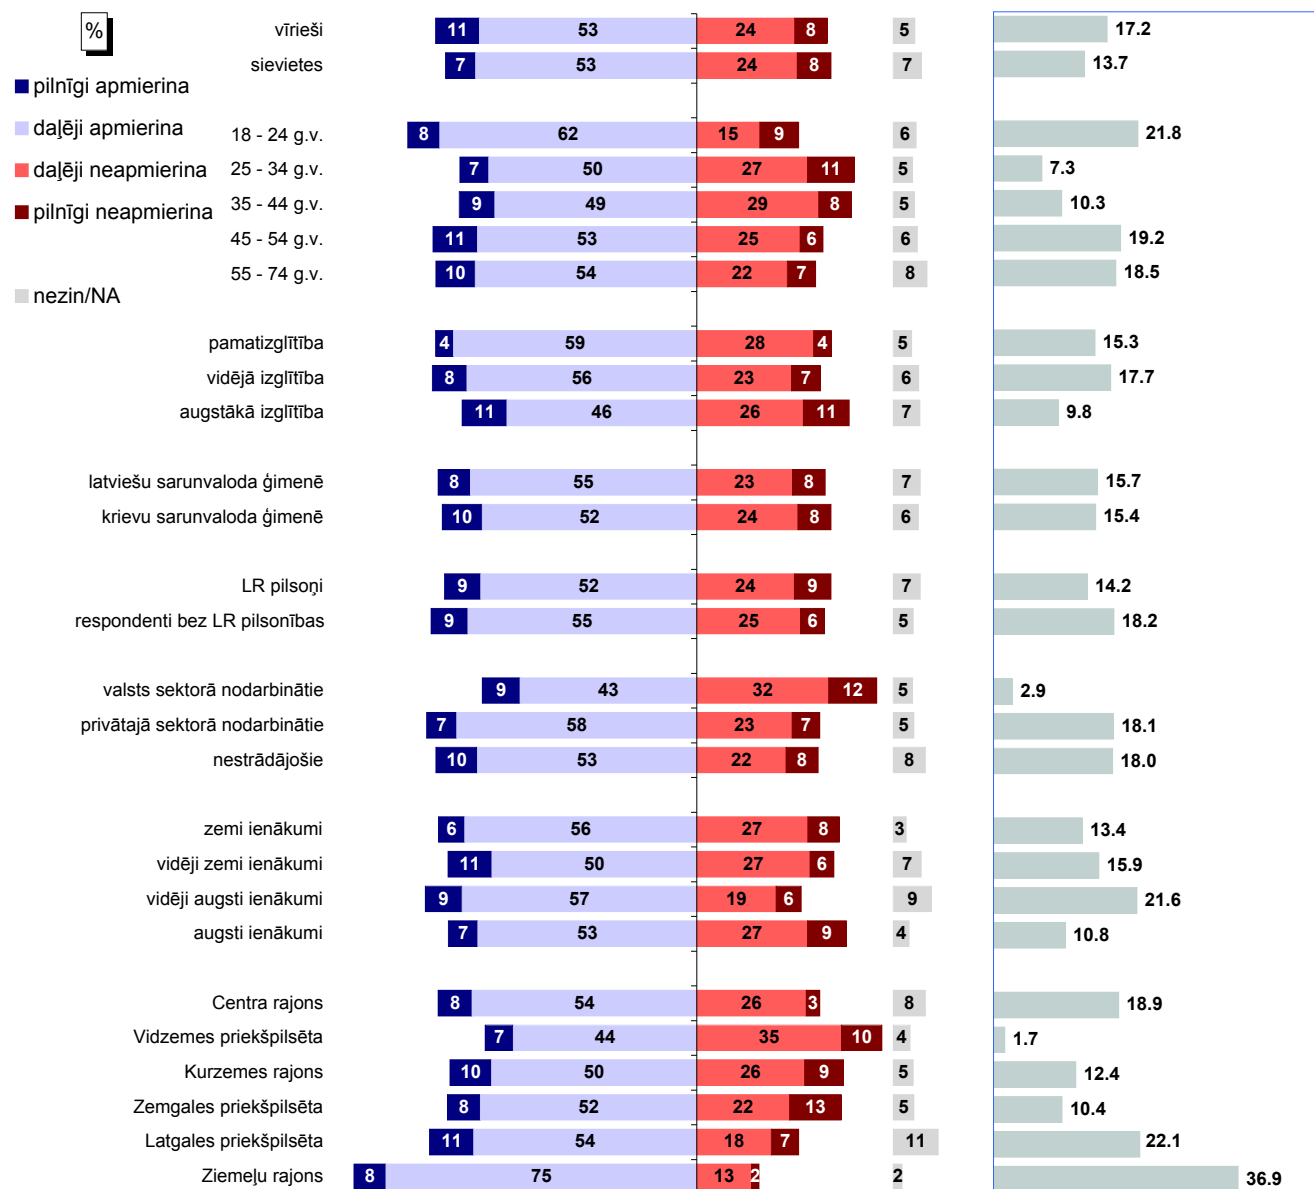 %
pilnīgi apmierina
daļēji apmierina
daļēji neapmierina
pilnīgi neapmierina
nezin/NA
vīrieši 11 53 24 8 5 17.2
sievietes 7 53 24 8 7 13.7
18 - 24 g.v. 8 62 15 9 6 21.8
25 - 34 g.v. 7 50 27 11 5 7.3
35 - 44 g.v. 9 49 29 8 5 10.3
45 - 54 g.v. 11 53 25 6 6 19.2
55 - 74 g.v. 10 54 22 7 8 18.5
pamatizglītība 4 59 28 4 5 15.3
vidējā izglītība 8 56 23 7 6 17.7
augstākā izglītība 11 46 26 11 7 9.8
latviešu sarunvaloda ģimenē 8 55 23 8 7 15.7
krievu sarunvaloda ģimenē 10 52 24 8 6 15.4
LR pilsoņi 9 52 24 9 7 14.2
respondenti bez LR pilsonības 9 55 25 6 5 18.2
valsts sektorā nodarbinātie 9 43 32 12 5 2.9
privātajā sektorā nodarbinātie 7 58 23 7 5 18.1
nestrādājošie 10 53 22 8 8 18.0
zemi ienākumi 6 56 27 8 3 13.4
vidēji zemi ienākumi 11 50 27 6 7 15.9
vidēji augsti ienākumi 9 57 19 6 9 21.6
augsti ienākumi 7 53 27 9 4 10.8
Centra rajons 8 54 26 3 8 18.9
Vidzemes priekšpilsēta 7 44 35 10 4 1.7
Kurzemes rajons 10 50 26 9 5 12.4
Zemgales priekšpilsēta 8 52 22 13 5 10.4
Latgales priekšpilsēta 11 54 18 7 11 22.1
Ziemeļu rajons 8 75 13 2 2 36.9